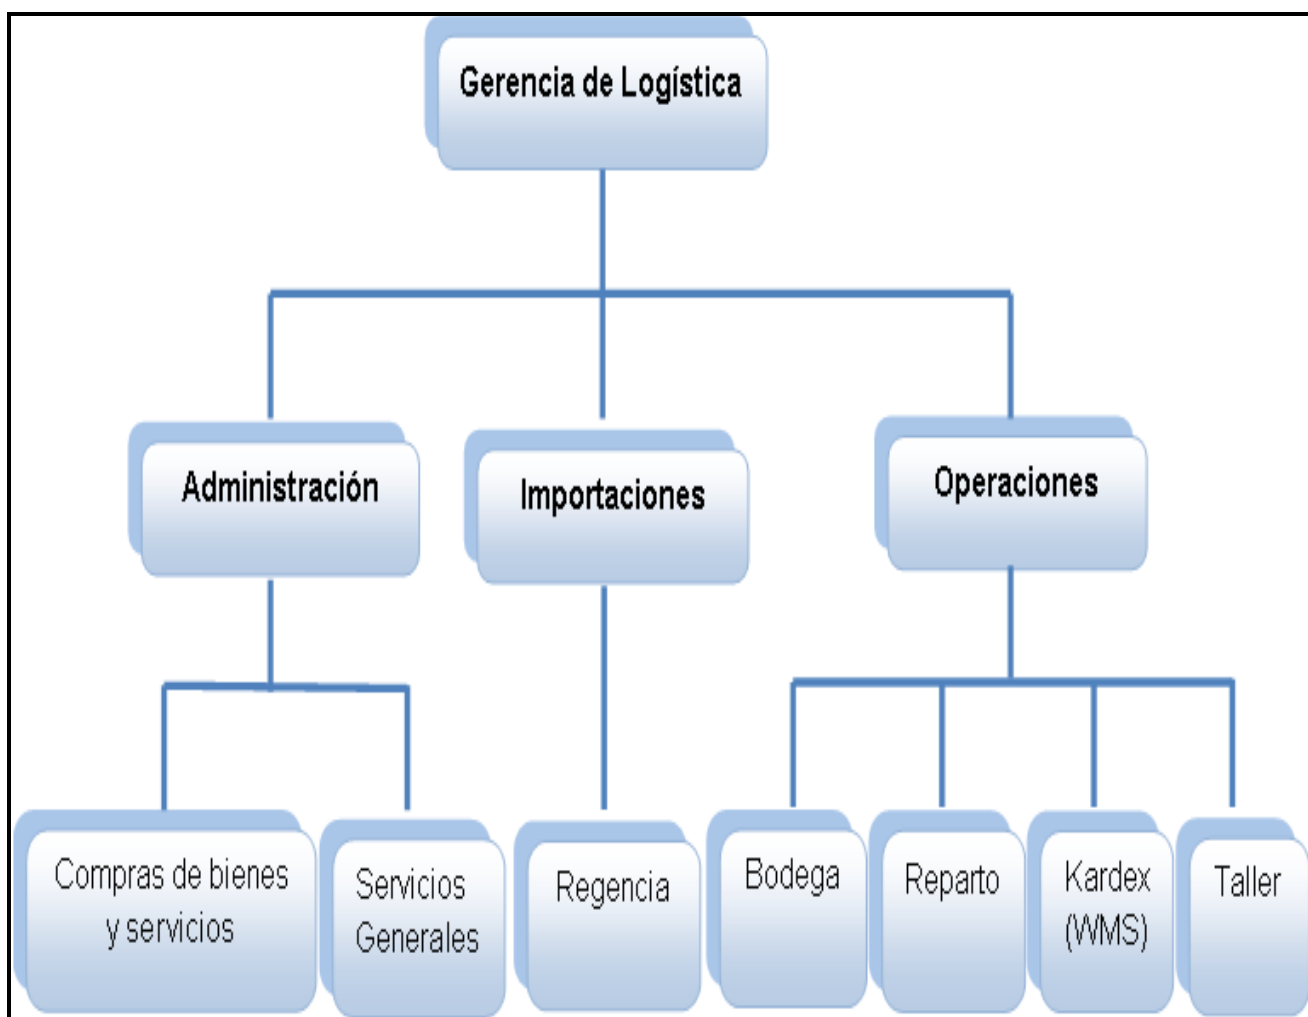 Gerencia de Logística
Administración
Importaciones
Operaciones
Compras de bienes
y servicios
Servicios
Generales
Regencia
Bodega
Reparto
Kardex
(WMS)
Taller